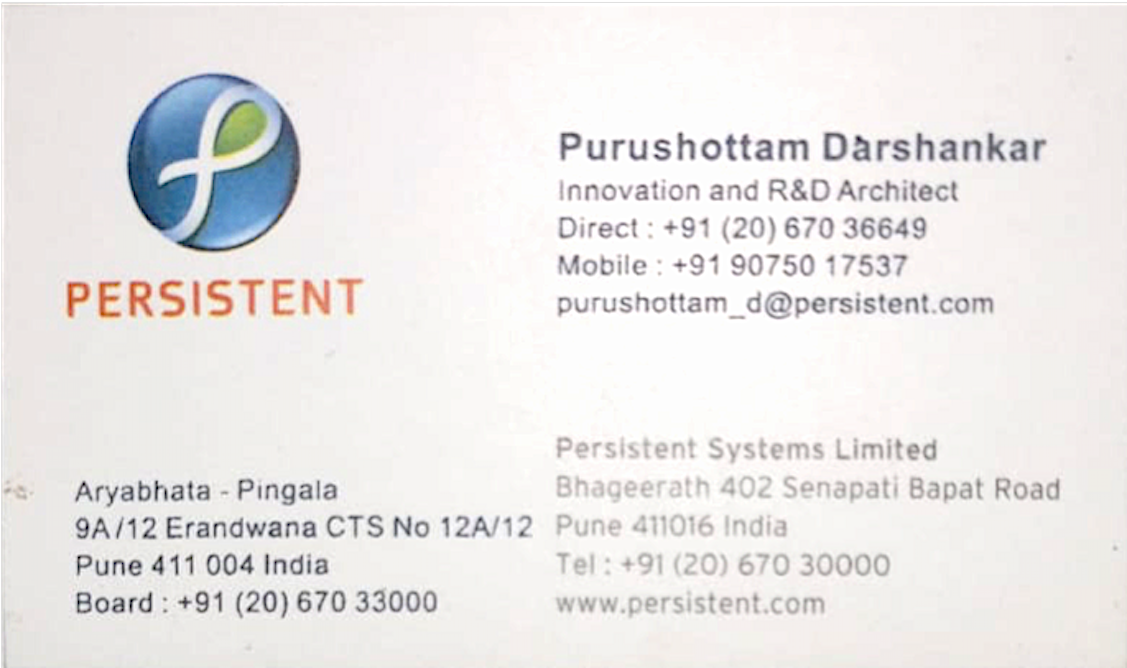 PERSISTENT
Purushottam Darshankar
Innovation and R&D Architect
Direct : +91 (20) 670 36649
Mobile : +91 90750 17537
purushottam_d@persistent.com
Aryabhata - Pingala
9A/12 Erandwana CTS No 12A/12
Pune 411 004 India
Board : +91 (20) 670 33000
Persistent Systems Limited
Bhageerath 402 Senapati Bapat Road
Pune 411016 India
Tel : +91 (20) 670 30000
www.persistent.com